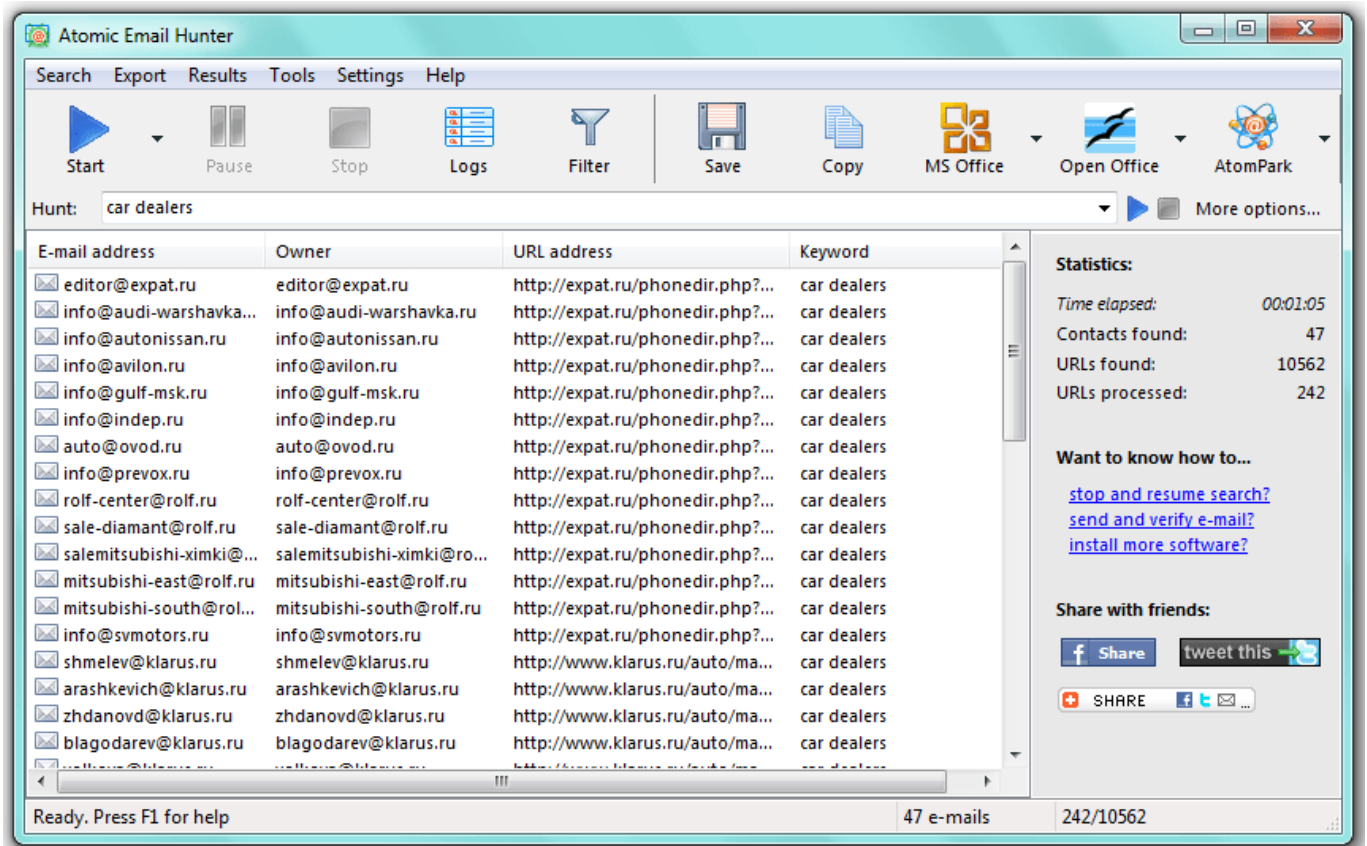 Atomic Email Hunter
Search Export Results Tools Settings Help
Start Pause Stop Logs Filter Save Copy MS Office Open Office AtomPark
Hunt: car dealers More options...
E-mail address Owner URL address Keyword
editor@expat.ru editor@expat.ru http://expat.ru/phonedir.php?... car dealers
info@audi-warshavka... info@audi-warshavka.ru http://expat.ru/phonedir.php?... car dealers
info@autonissan.ru info@autonissan.ru http://expat.ru/phonedir.php?... car dealers
info@avilon.ru info@avilon.ru http://expat.ru/phonedir.php?... car dealers
info@gulf-msk.ru info@gulf-msk.ru http://expat.ru/phonedir.php?... car dealers
info@indep.ru info@indep.ru http://expat.ru/phonedir.php?... car dealers
auto@ovod.ru auto@ovod.ru http://expat.ru/phonedir.php?... car dealers
info@prevox.ru info@prevox.ru http://expat.ru/phonedir.php?... car dealers
rolf-center@rolf.ru rolf-center@rolf.ru http://expat.ru/phonedir.php?... car dealers
sale-diamant@rolf.ru sale-diamant@rolf.ru http://expat.ru/phonedir.php?... car dealers
salemitsubishi-ximki@... salemitsubishi-ximki@ro... http://expat.ru/phonedir.php?... car dealers
mitsubishi-east@rolf.ru mitsubishi-east@rolf.ru http://expat.ru/phonedir.php?... car dealers
mitsubishi-south@rol... mitsubishi-south@rolf.ru http://expat.ru/phonedir.php?... car dealers
info@svmotors.ru info@svmotors.ru http://expat.ru/phonedir.php?... car dealers
shmelev@klarus.ru shmelev@klarus.ru http://www.klarus.ru/auto/ma... car dealers
arashkevich@klarus.ru arashkevich@klarus.ru http://www.klarus.ru/auto/ma... car dealers
zhdanovd@klarus.ru zhdanovd@klarus.ru http://www.klarus.ru/auto/ma... car dealers
blagodarev@klarus.ru blagodarev@klarus.ru http://www.klarus.ru/auto/ma... car dealers
Statistics:
Time elapsed: 00:01:05
Contacts found: 47
URLs found: 10562
URLs processed: 242
Want to know how to...
stop and resume search?
send and verify e-mail?
install more software?
Share with friends:
f Share tweet this
SHARE ...
Ready. Press F1 for help 47 e-mails 242/10562